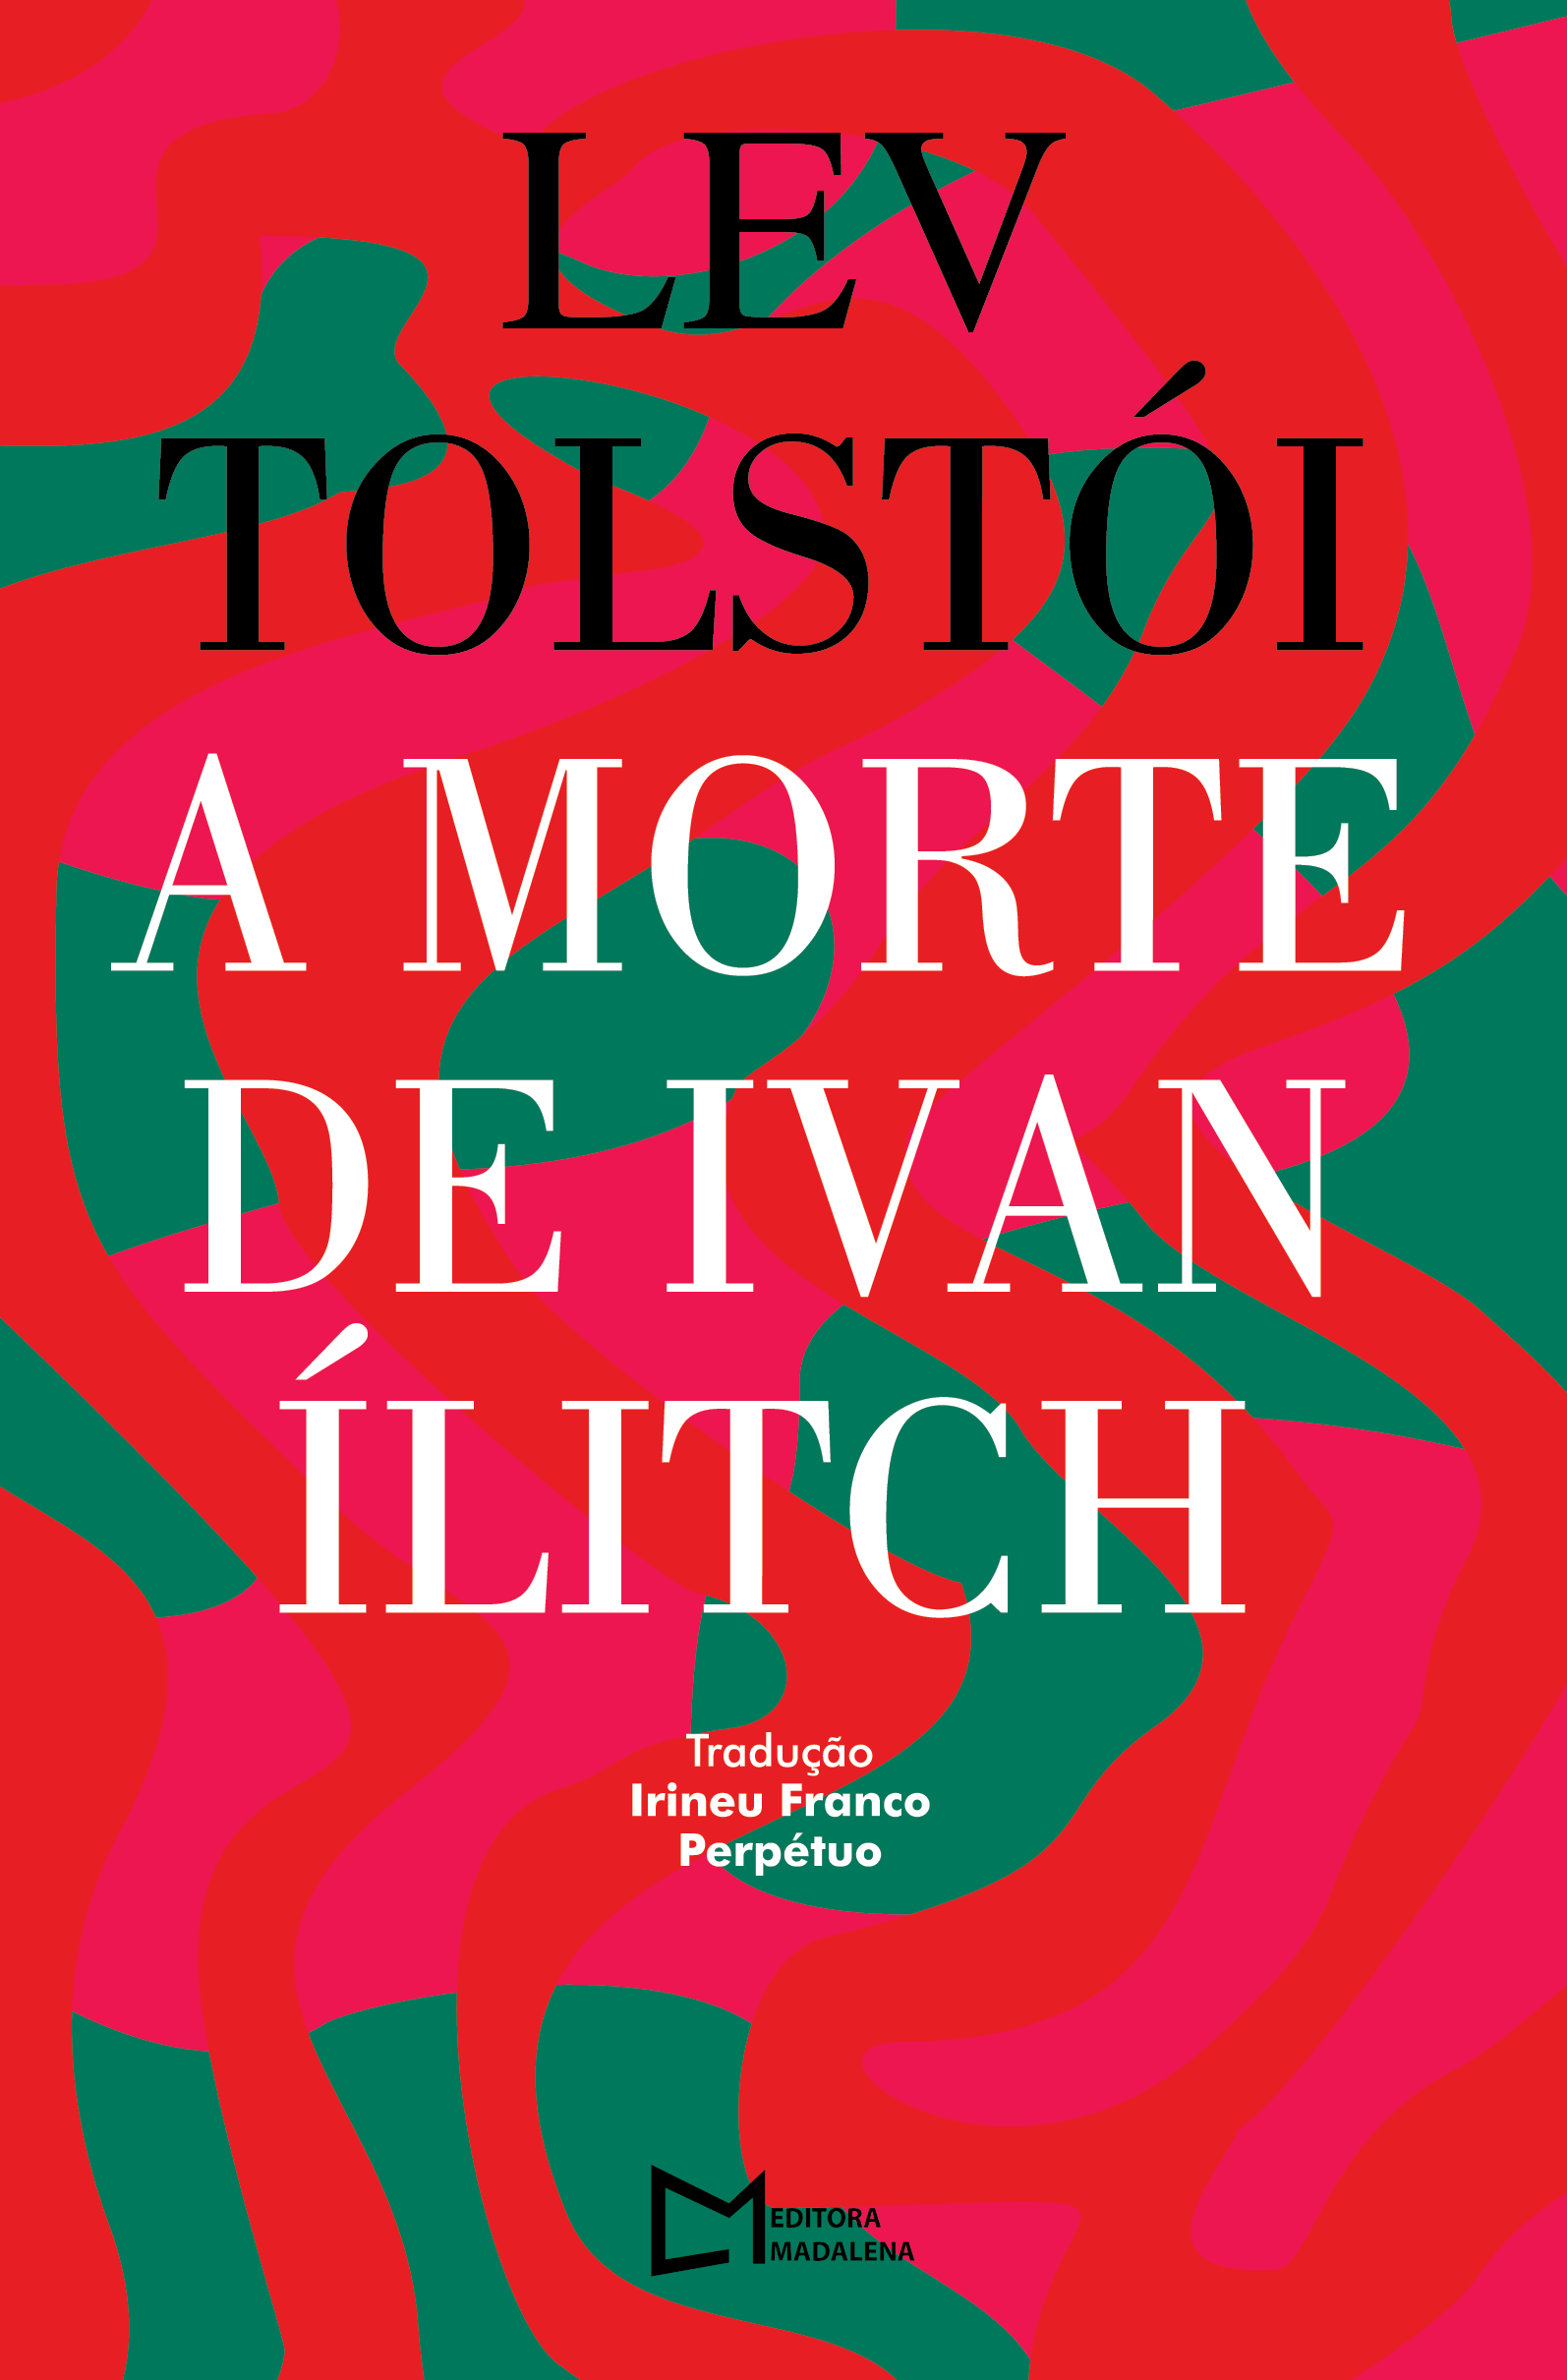 LEV
TOLSTÓI
A MORTE
DE IVAN
ÍLITCH
Tradução
Irineu Franco
Perpétuo
EDITORA
MADALENA